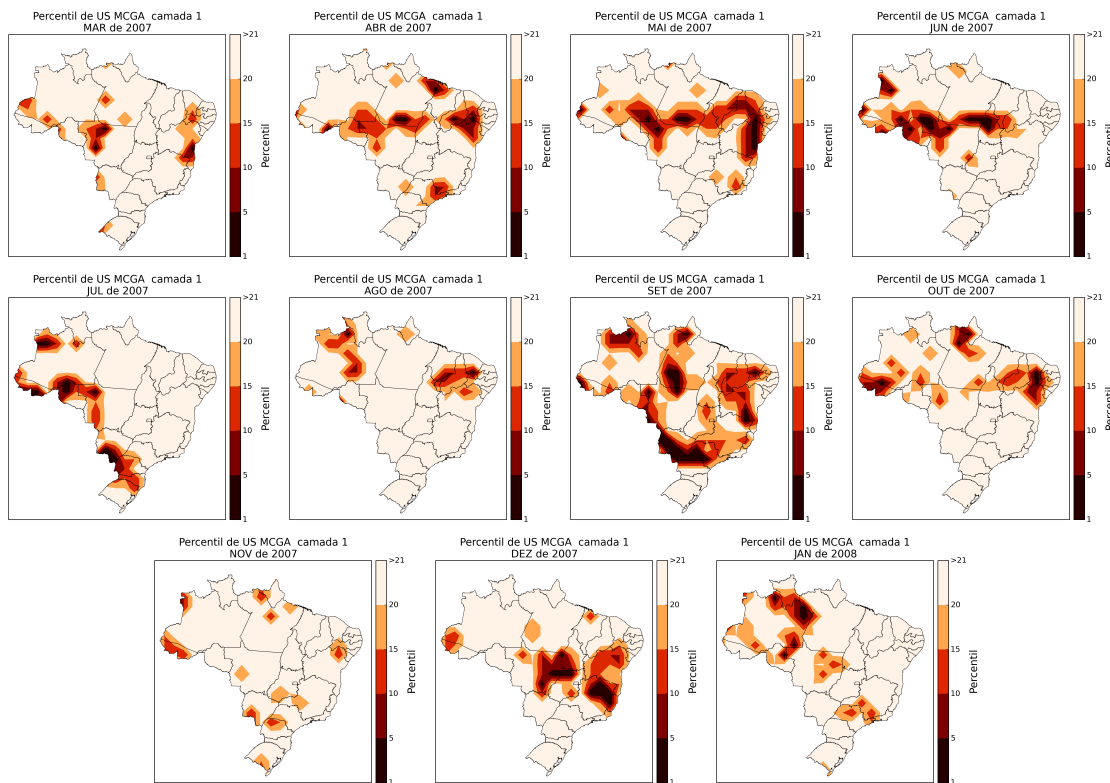 Percentil de US MCGA  camada 1
MAR de 2007
>21
20
15
10
5
1
Percentil
Percentil de US MCGA  camada 1
ABR de 2007
>21
20
15
10
5
1
Percentil
Percentil de US MCGA  camada 1
MAI de 2007
>21
20
15
10
5
1
Percentil
Percentil de US MCGA  camada 1
JUN de 2007
>21
20
15
10
5
1
Percentil
Percentil de US MCGA  camada 1
JUL de 2007
>21
20
15
10
5
1
Percentil
Percentil de US MCGA  camada 1
AGO de 2007
>21
20
15
10
5
1
Percentil
Percentil de US MCGA  camada 1
SET de 2007
>21
20
15
10
5
1
Percentil
Percentil de US MCGA  camada 1
OUT de 2007
>21
20
15
10
5
1
Percentil
Percentil de US MCGA  camada 1
NOV de 2007
>21
20
15
10
5
1
Percentil
Percentil de US MCGA  camada 1
DEZ de 2007
>21
20
15
10
5
1
Percentil
Percentil de US MCGA  camada 1
JAN de 2008
>21
20
15
10
5
1
Percentil